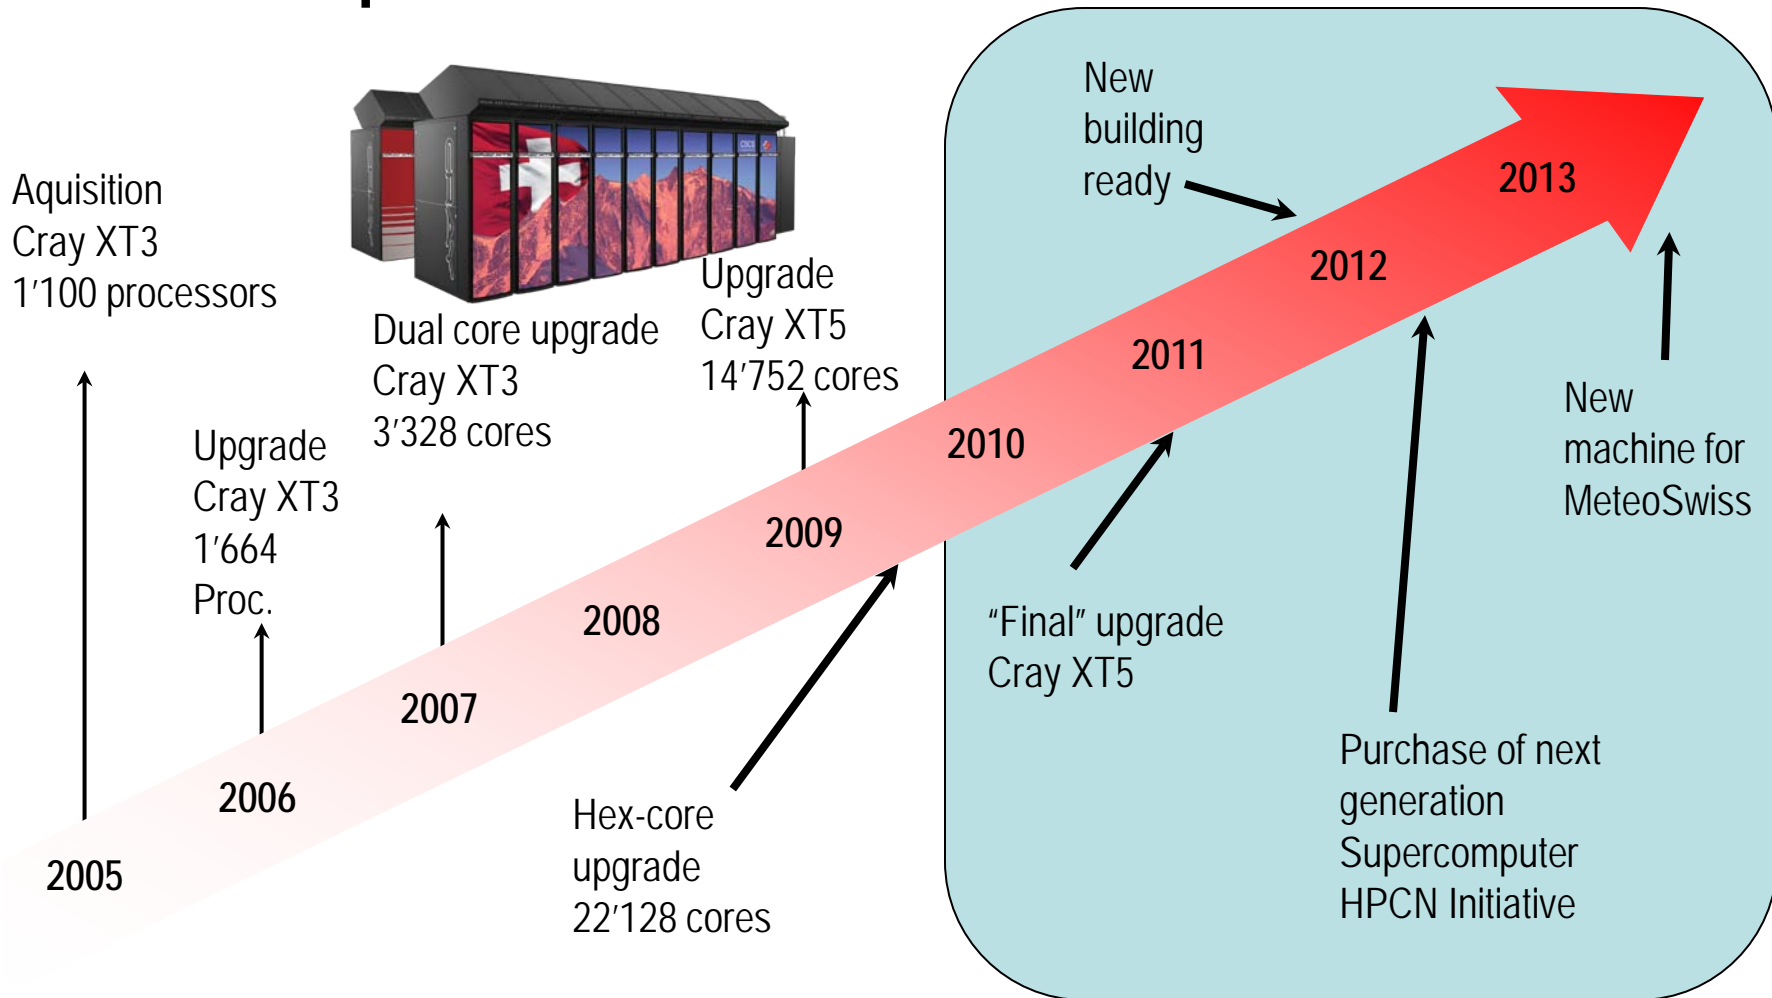 Aquisition
Cray XT3
1'100 processors
Upgrade
Cray XT3
1'664
Proc.
Dual core upgrade
Cray XT3
3'328 cores
Upgrade
Cray XT5
14'752 cores
Hex-core
upgrade
22'128 cores
New
building
ready
"Final" upgrade
Cray XT5
Purchase of next
generation
Supercomputer
HPCN Initiative
New
machine for
MeteoSwiss
2005
2006
2007
2008
2009
2010
2011
2012
2013